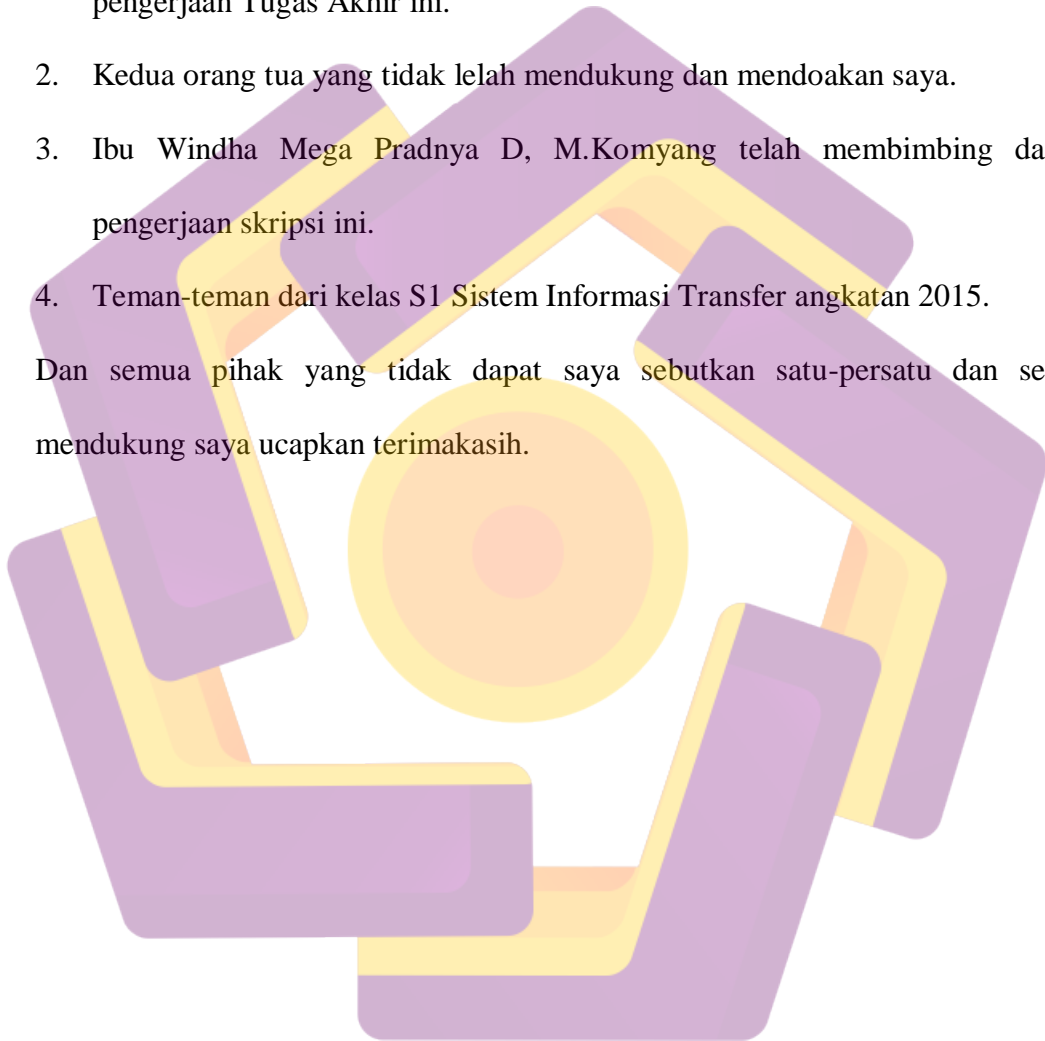 pengerjaan Tugas Akhir ini.
2. Kedua orang tua yang tidak lelah mendukung dan mendoakan saya.
3. Ibu Windha Mega Pradnya D, M.Komyang telah membimbing da
pengerjaan skripsi ini.
4. Teman-teman dari kelas S1 Sistem Informasi Transfer angkatan 2015.
Dan semua pihak yang tidak dapat saya sebutkan satu-persatu dan se
mendukung saya ucapkan terimakasih.